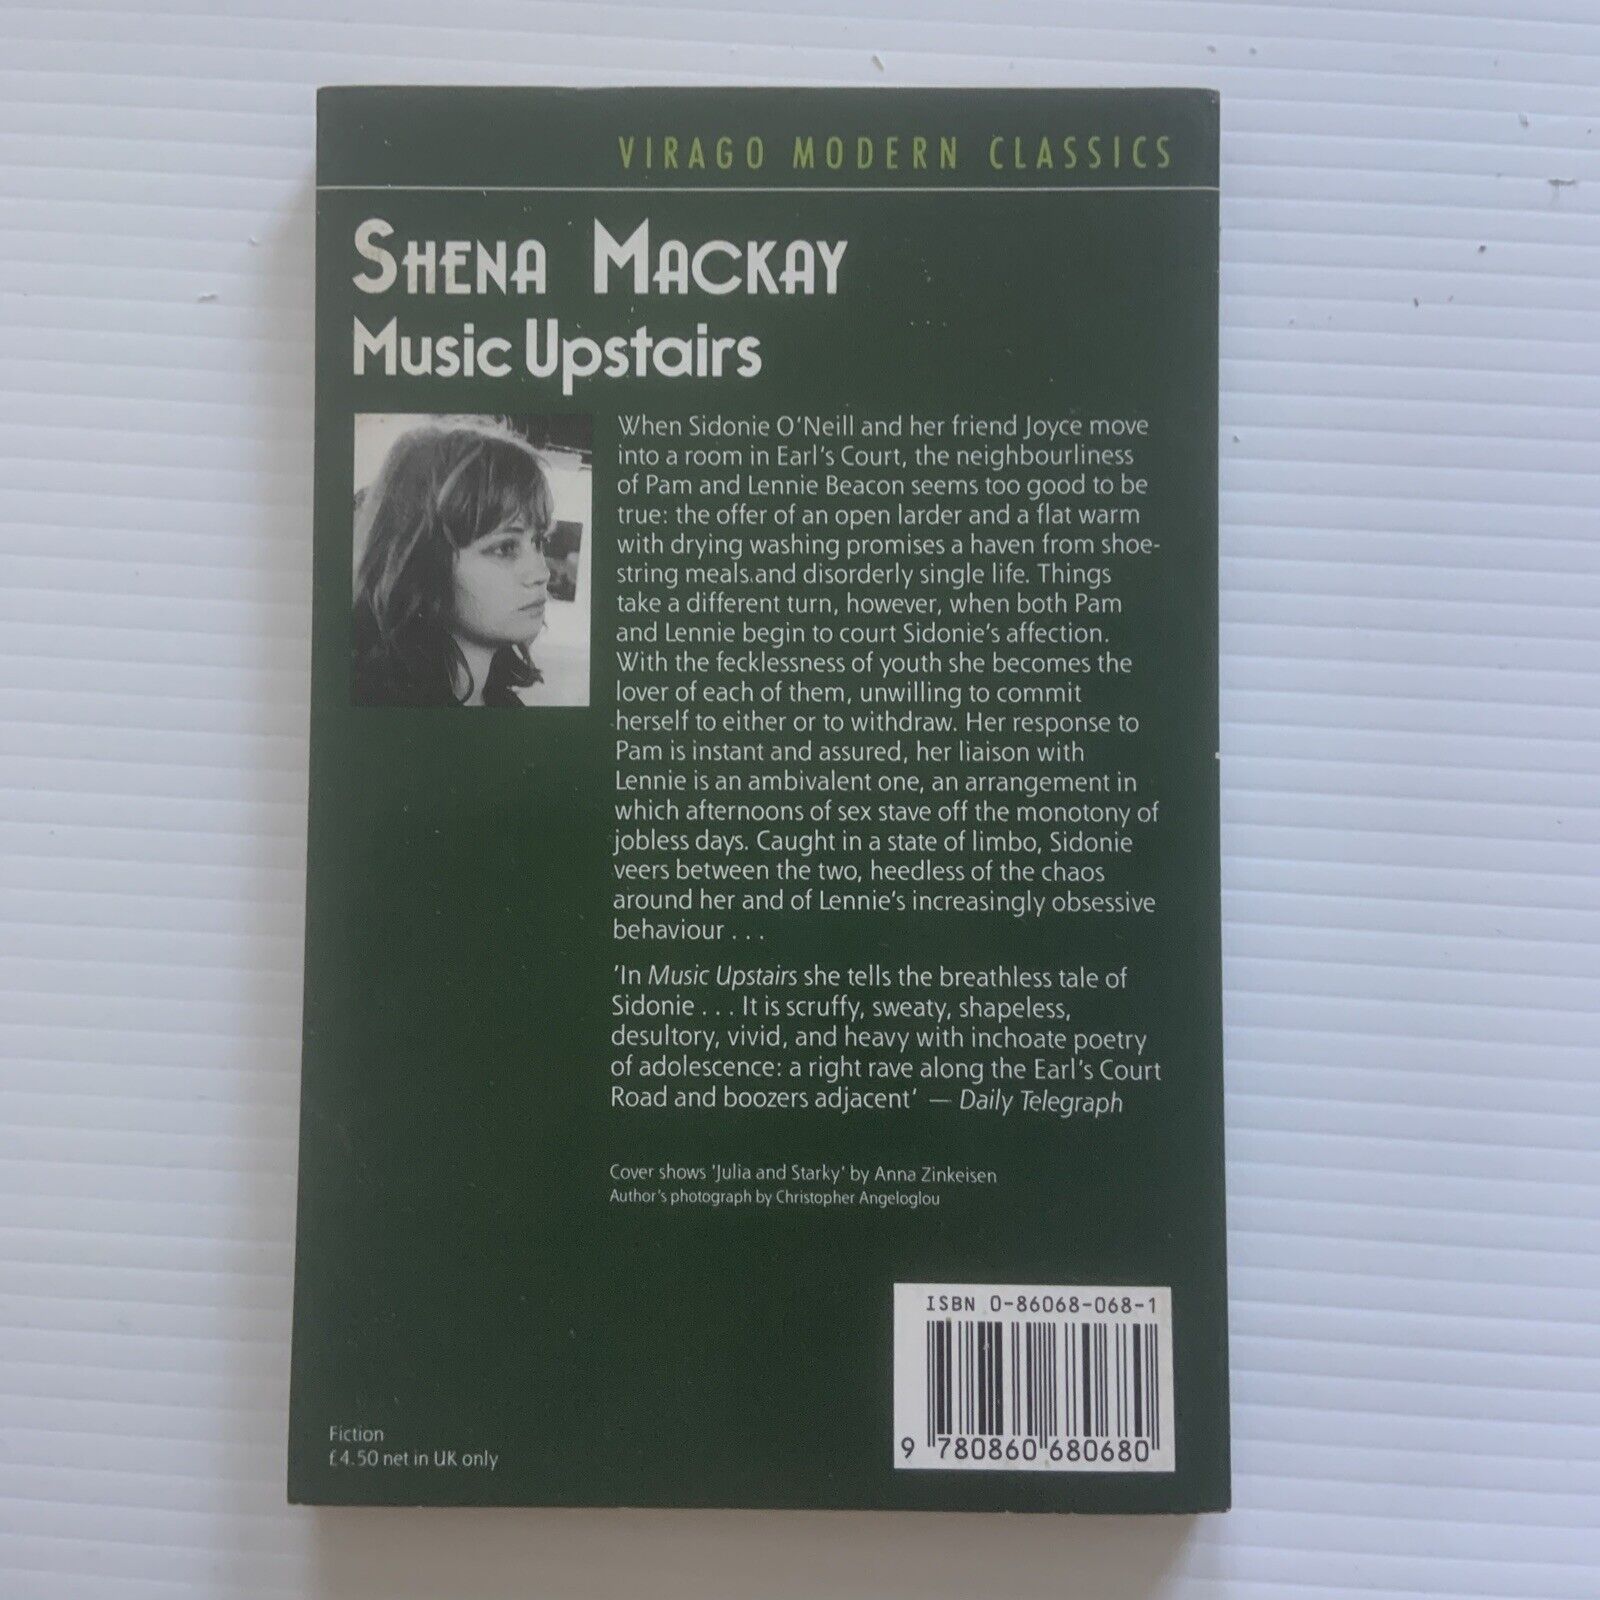 VIRAGO MODERN CLASSICS
SHENA MACKAY
Music Upstairs
When Sidonie O'Neill and her friend Joyce move
into a room in Earl's Court, the neighbourliness
of Pam and Lennie Beacon seems too good to be
true: the offer of an open larder and a flat warm
with drying washing promises a haven from shoe-
string meals and disorderly single life. Things
take a different turn, however, when both Pam
and Lennie begin to court Sidonie's affection.
With the fecklessness of youth she becomes the
lover of each of them, unwilling to commit
herself to either or to withdraw. Her response to
Pam is instant and assured, her liaison with
Lennie is an ambivalent one, an arrangement in
which afternoons of sex stave off the monotony of
jobless days. Caught in a state of limbo, Sidonie
veers between the two, heedless of the chaos
around her and of Lennie's increasingly obsessive
behaviour . . .
'In Music Upstairs she tells the breathless tale of
Sidonie . . . It is scruffy, sweaty, shapeless,
desultory, vivid, and heavy with inchoate poetry
of adolescence: a right rave along the Earl's Court
Road and boozers adjacent' — Daily Telegraph
Cover shows 'Julia and Starky' by Anna Zinkeisen
Author's photograph by Christopher Angeloglou
ISBN 0-86068-068-1
9 780860 680680
Fiction
£4.50 net in UK only